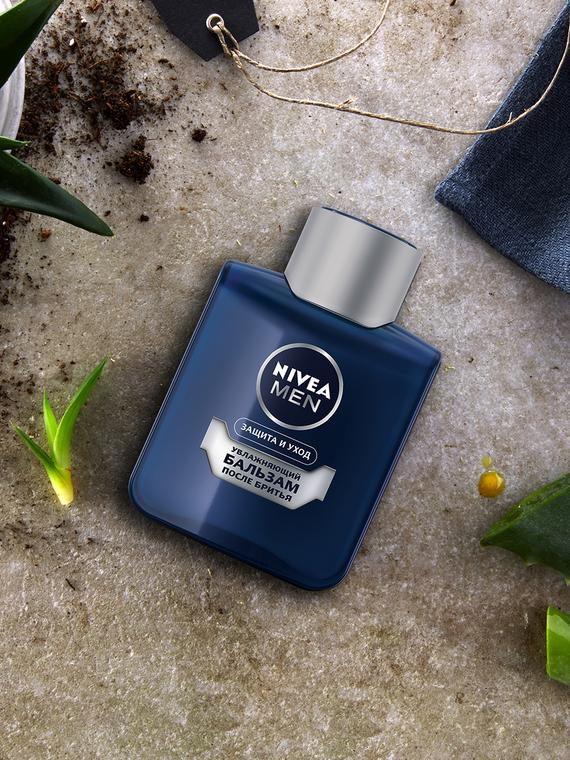 NIVEA
MEN
ЗАЩИТА И УХОД
УВЛАЖНЯЮЩИЙ
БАЛЬЗАМ
ПОСЛЕ БРИТЬЯ